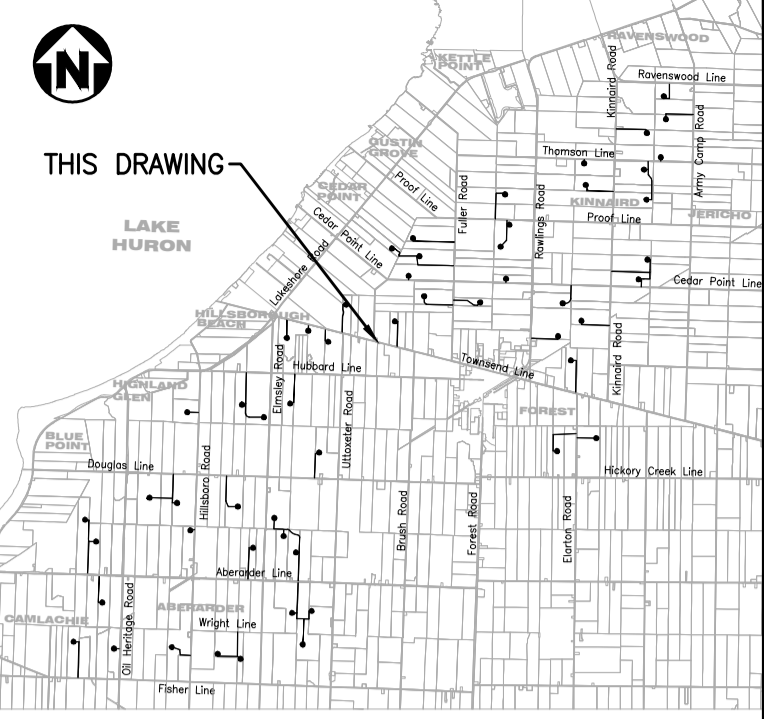 N
RAVENSWOOD
KETTLE
POINT
Ravenswood Line
Kinnaird Road
Army Camp Road
THIS DRAWING
GUSTIN
GROVE
Thomson Line
CEDAR
POINT
Proof Line
Fuller Road
Rawlings Road
KINNAIRD
Proof Line
JERICHO
LAKE
HURON
Cedar Point Line
Lakeshore Road
Cedar Point Line
HILLSBOROUGH
BEACH
Elmsley Road
Hubbard Line
Townsend Line
Kinnaird Road
HIGHLAND
GLEN
Uttoxeter Road
FOREST
BLUE
POINT
Douglas Line
Hillsboro Road
Hickory Creek Line
Brush Road
Forest Road
Elarton Road
Aberarder Line
Oil Heritage Road
ABERARDER
CAMLACHIE
Wright Line
Fisher Line